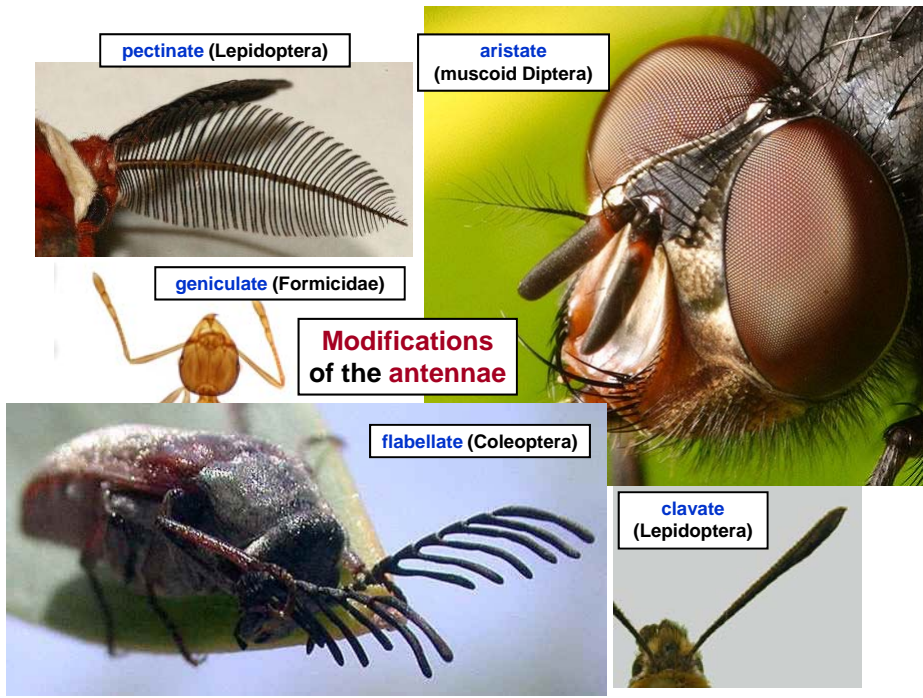 pectinate (Lepidoptera)
aristate
(muscoid Diptera)
geniculate (Formicidae)
Modifications
of the antennae
flabellate (Coleoptera)
clavate
(Lepidoptera)